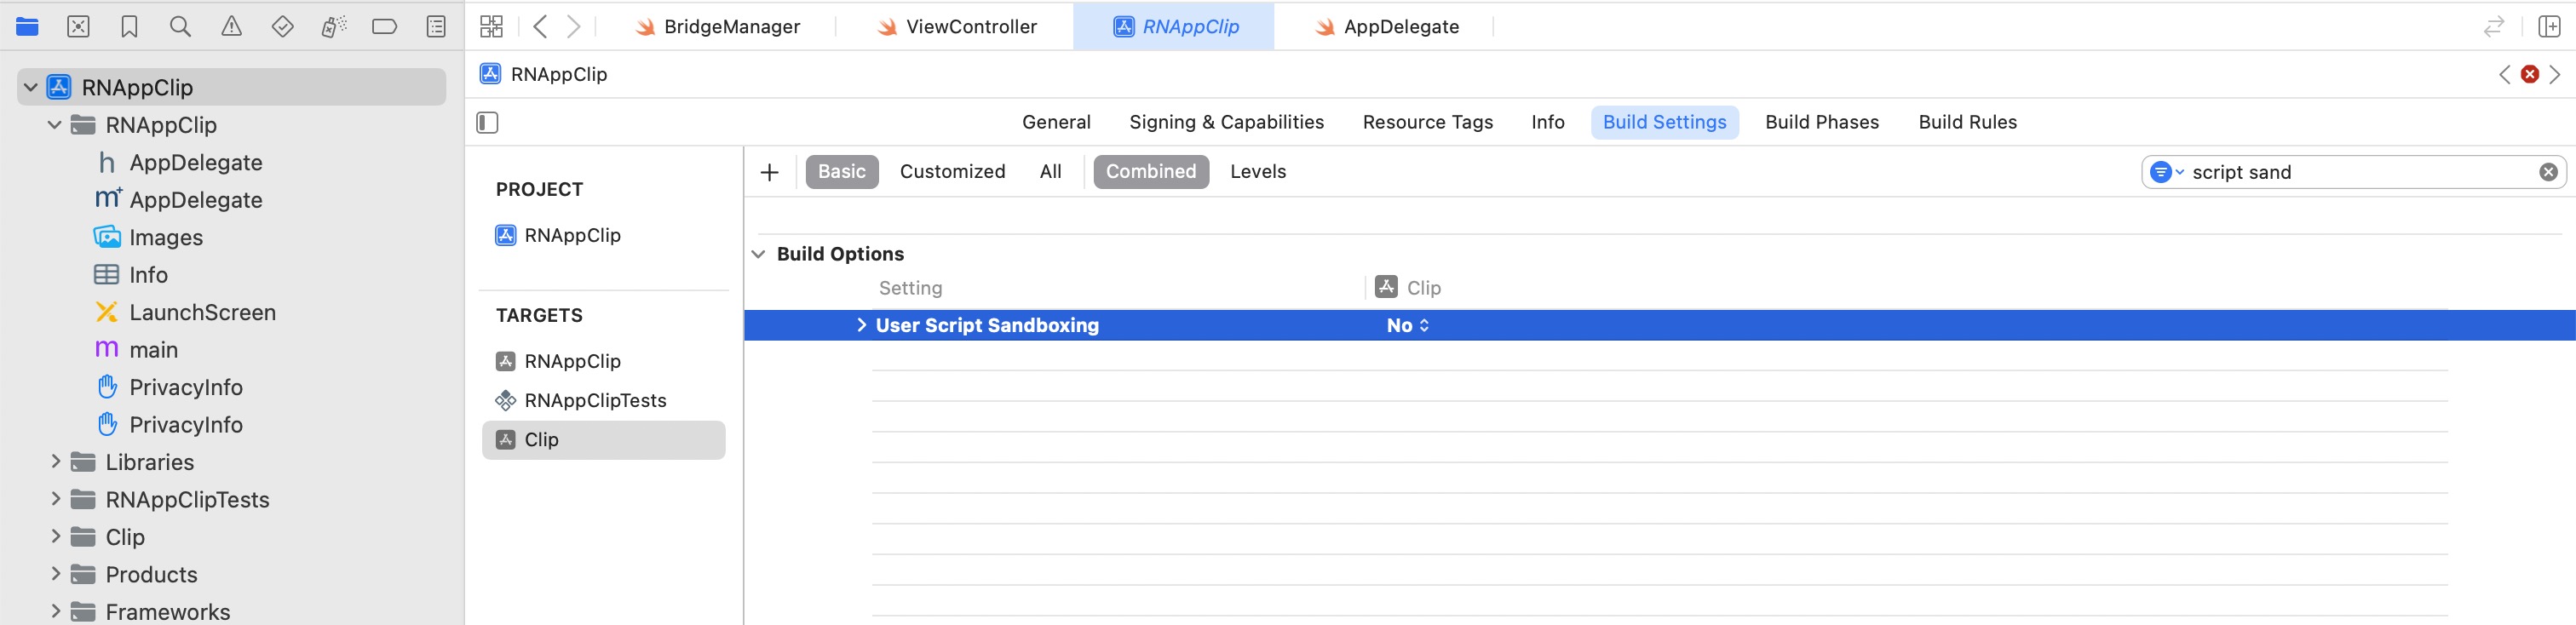 BridgeManager
ViewController
RNAppClip
AppDelegate
RNAppClip
RNAppClip
RNAppClip
h AppDelegate
m+ AppDelegate
Images
Info
LaunchScreen
m main
PrivacyInfo
PrivacyInfo
Libraries
RNAppClipTests
Clip
Products
Frameworks
General Signing & Capabilities Resource Tags Info Build Settings Build Phases Build Rules
PROJECT
RNAppClip
TARGETS
RNAppClip
RNAppClipTests
Clip
+ Basic Customized All Combined Levels
script sand
Build Options
Setting Clip
User Script Sandboxing No